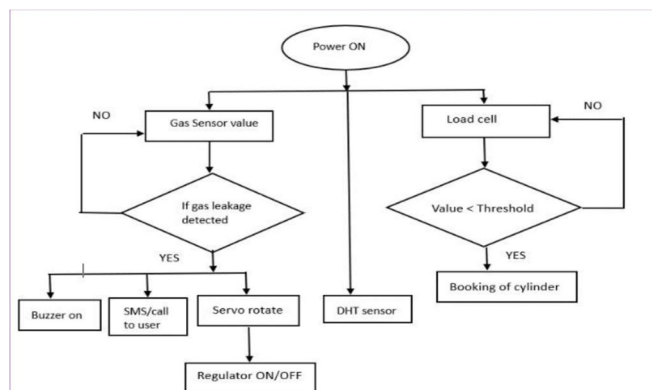 Power ON
NO
Gas Sensor value
Load cell
NO
If gas leakage
detected
Value < Threshold
YES
YES
Buzzer on
SMS/call
to user
Servo rotate
DHT sensor
Booking of cylinder
Regulator ON/OFF